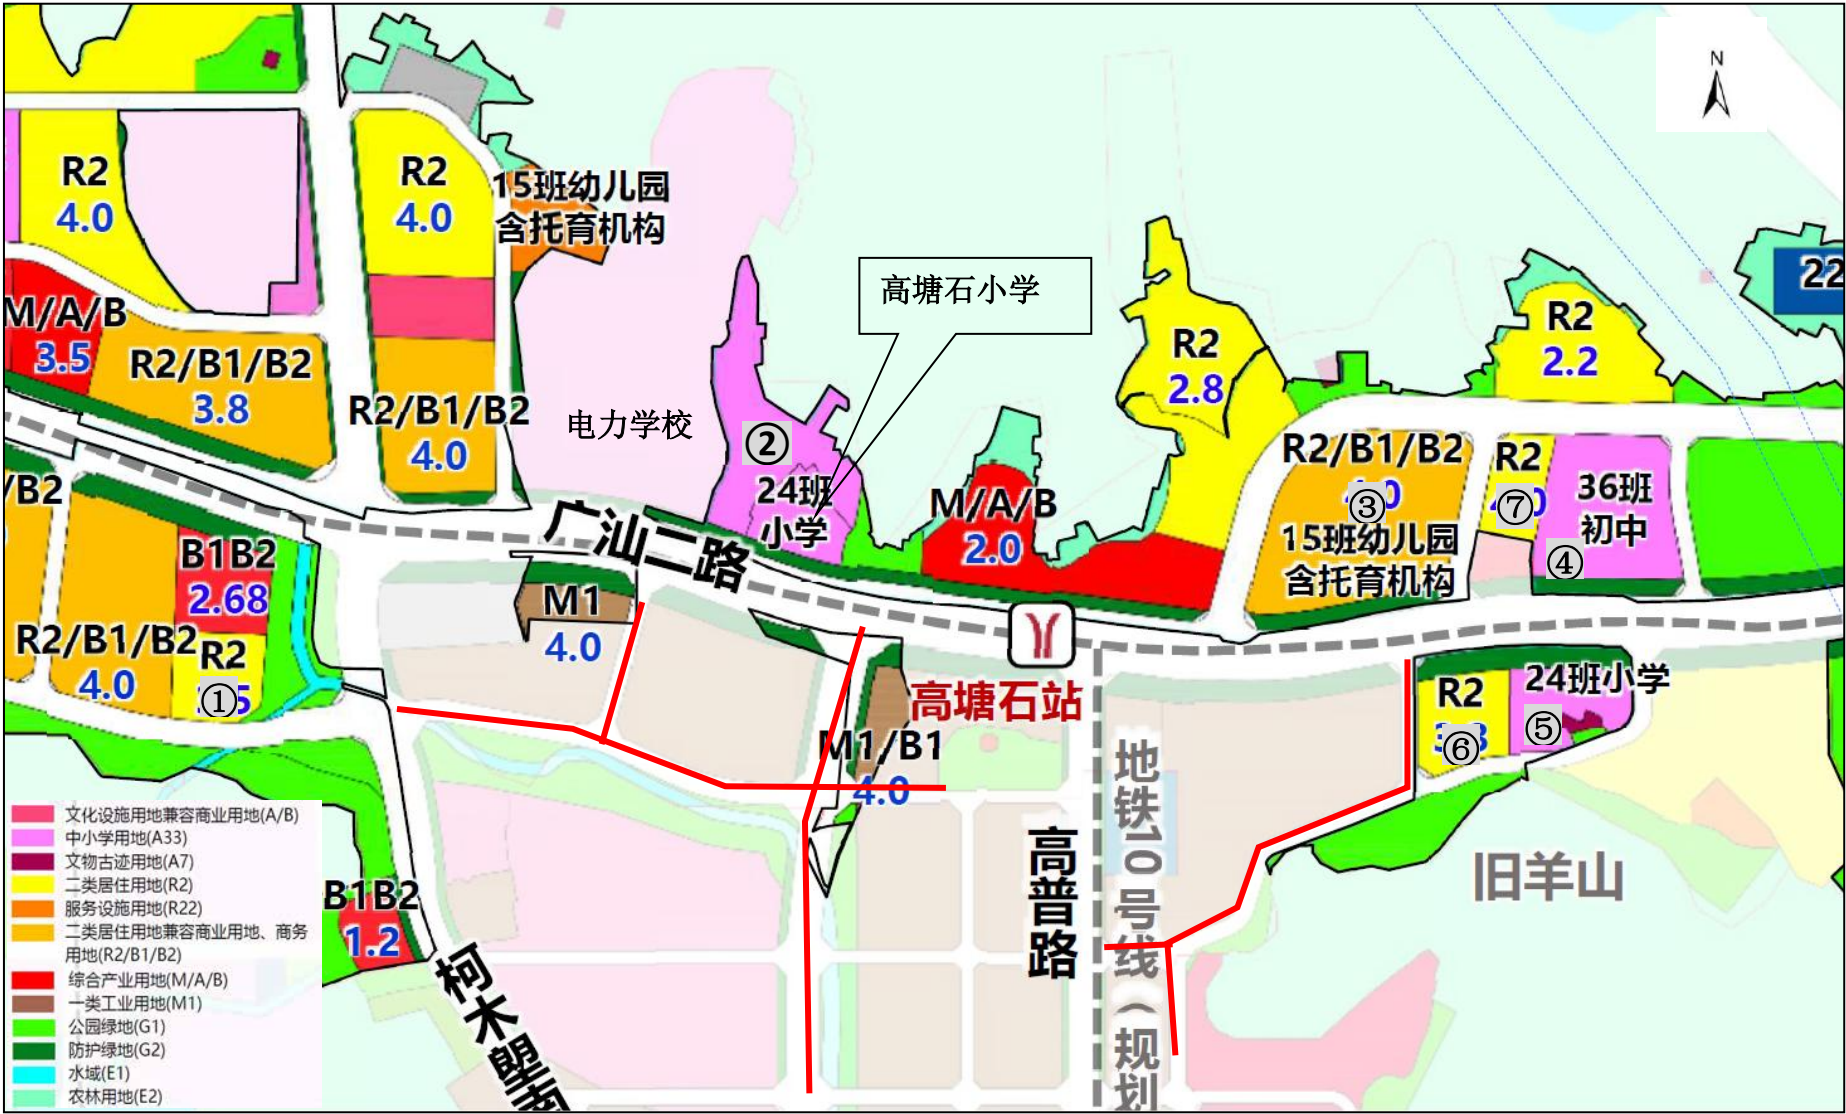 N
R2
4.0
R2
4.0
15班幼儿园
含托育机构
M/A/B
3.5
R2/B1/B2
3.8
R2/B1/B2
4.0
电力学校
高塘石小学
②
24班
小学
R2
2.8
R2
2.2
22
M/A/B
2.0
R2/B1/B2
③
15班幼儿园
含托育机构
R2
⑦
36班
初中
④
/B2
广汕二路
B1B2
2.68
M1
4.0
R2/B1/B2
4.0
R2
①
高塘石站
M1/B1
4.0
R2
⑥
24班小学
⑤
地铁10号线（规划
高普路
旧羊山
B1B2
1.2
柯木塱南
文化设施用地兼容商业用地(A/B)
中小学用地(A33)
文物古迹用地(A7)
二类居住用地(R2)
服务设施用地(R22)
二类居住用地兼容商业用地、商务
用地(R2/B1/B2)
综合产业用地(M/A/B)
一类工业用地(M1)
公园绿地(G1)
防护绿地(G2)
水域(E1)
农林用地(E2)